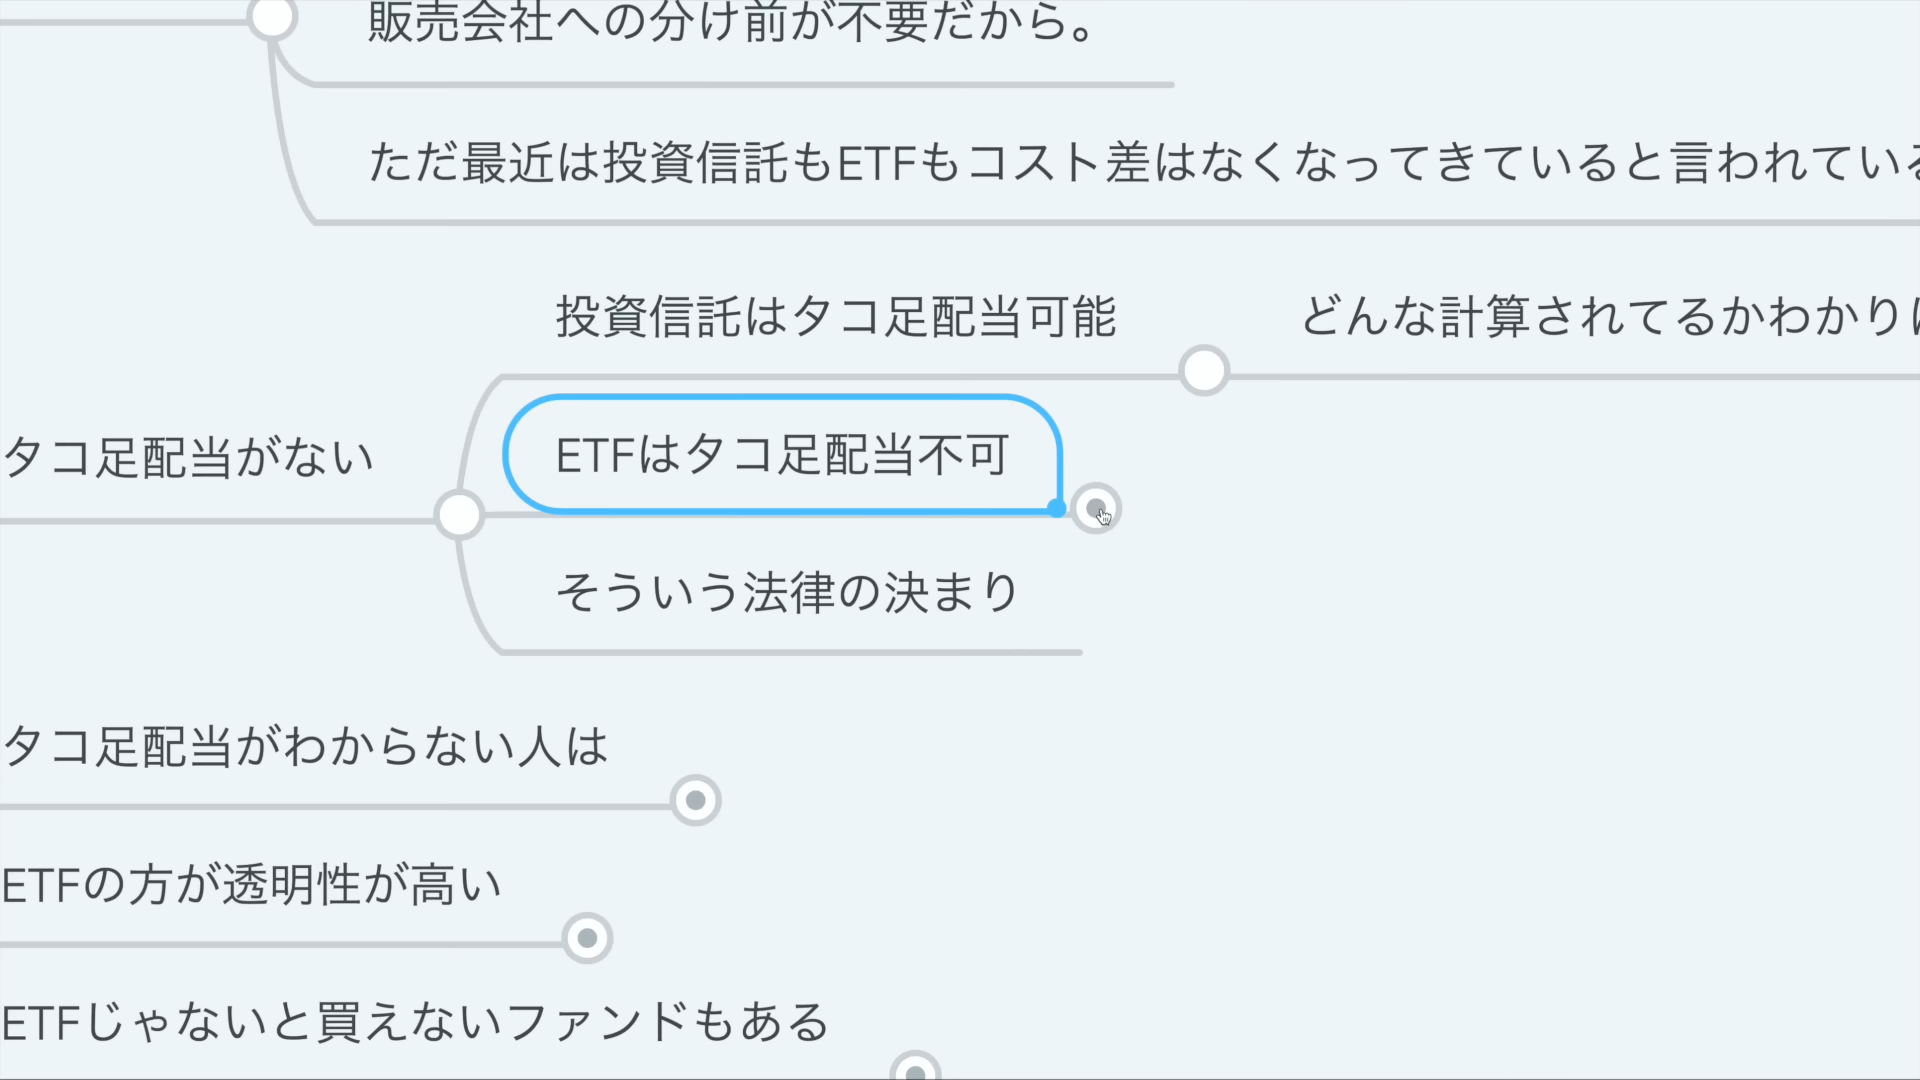 販売会社への分け前が不要だから。
ただ最近は投資信託もETFもコスト差はなくなってきていると言われてい
投資信託はタコ足配当可能
どんな計算されてるかわかり
タコ足配当がない
ETFはタコ足配当不可
そういう法律の決まり
タコ足配当がわからない人は
ETFの方が透明性が高い
ETFじゃないと買えないファンドもある